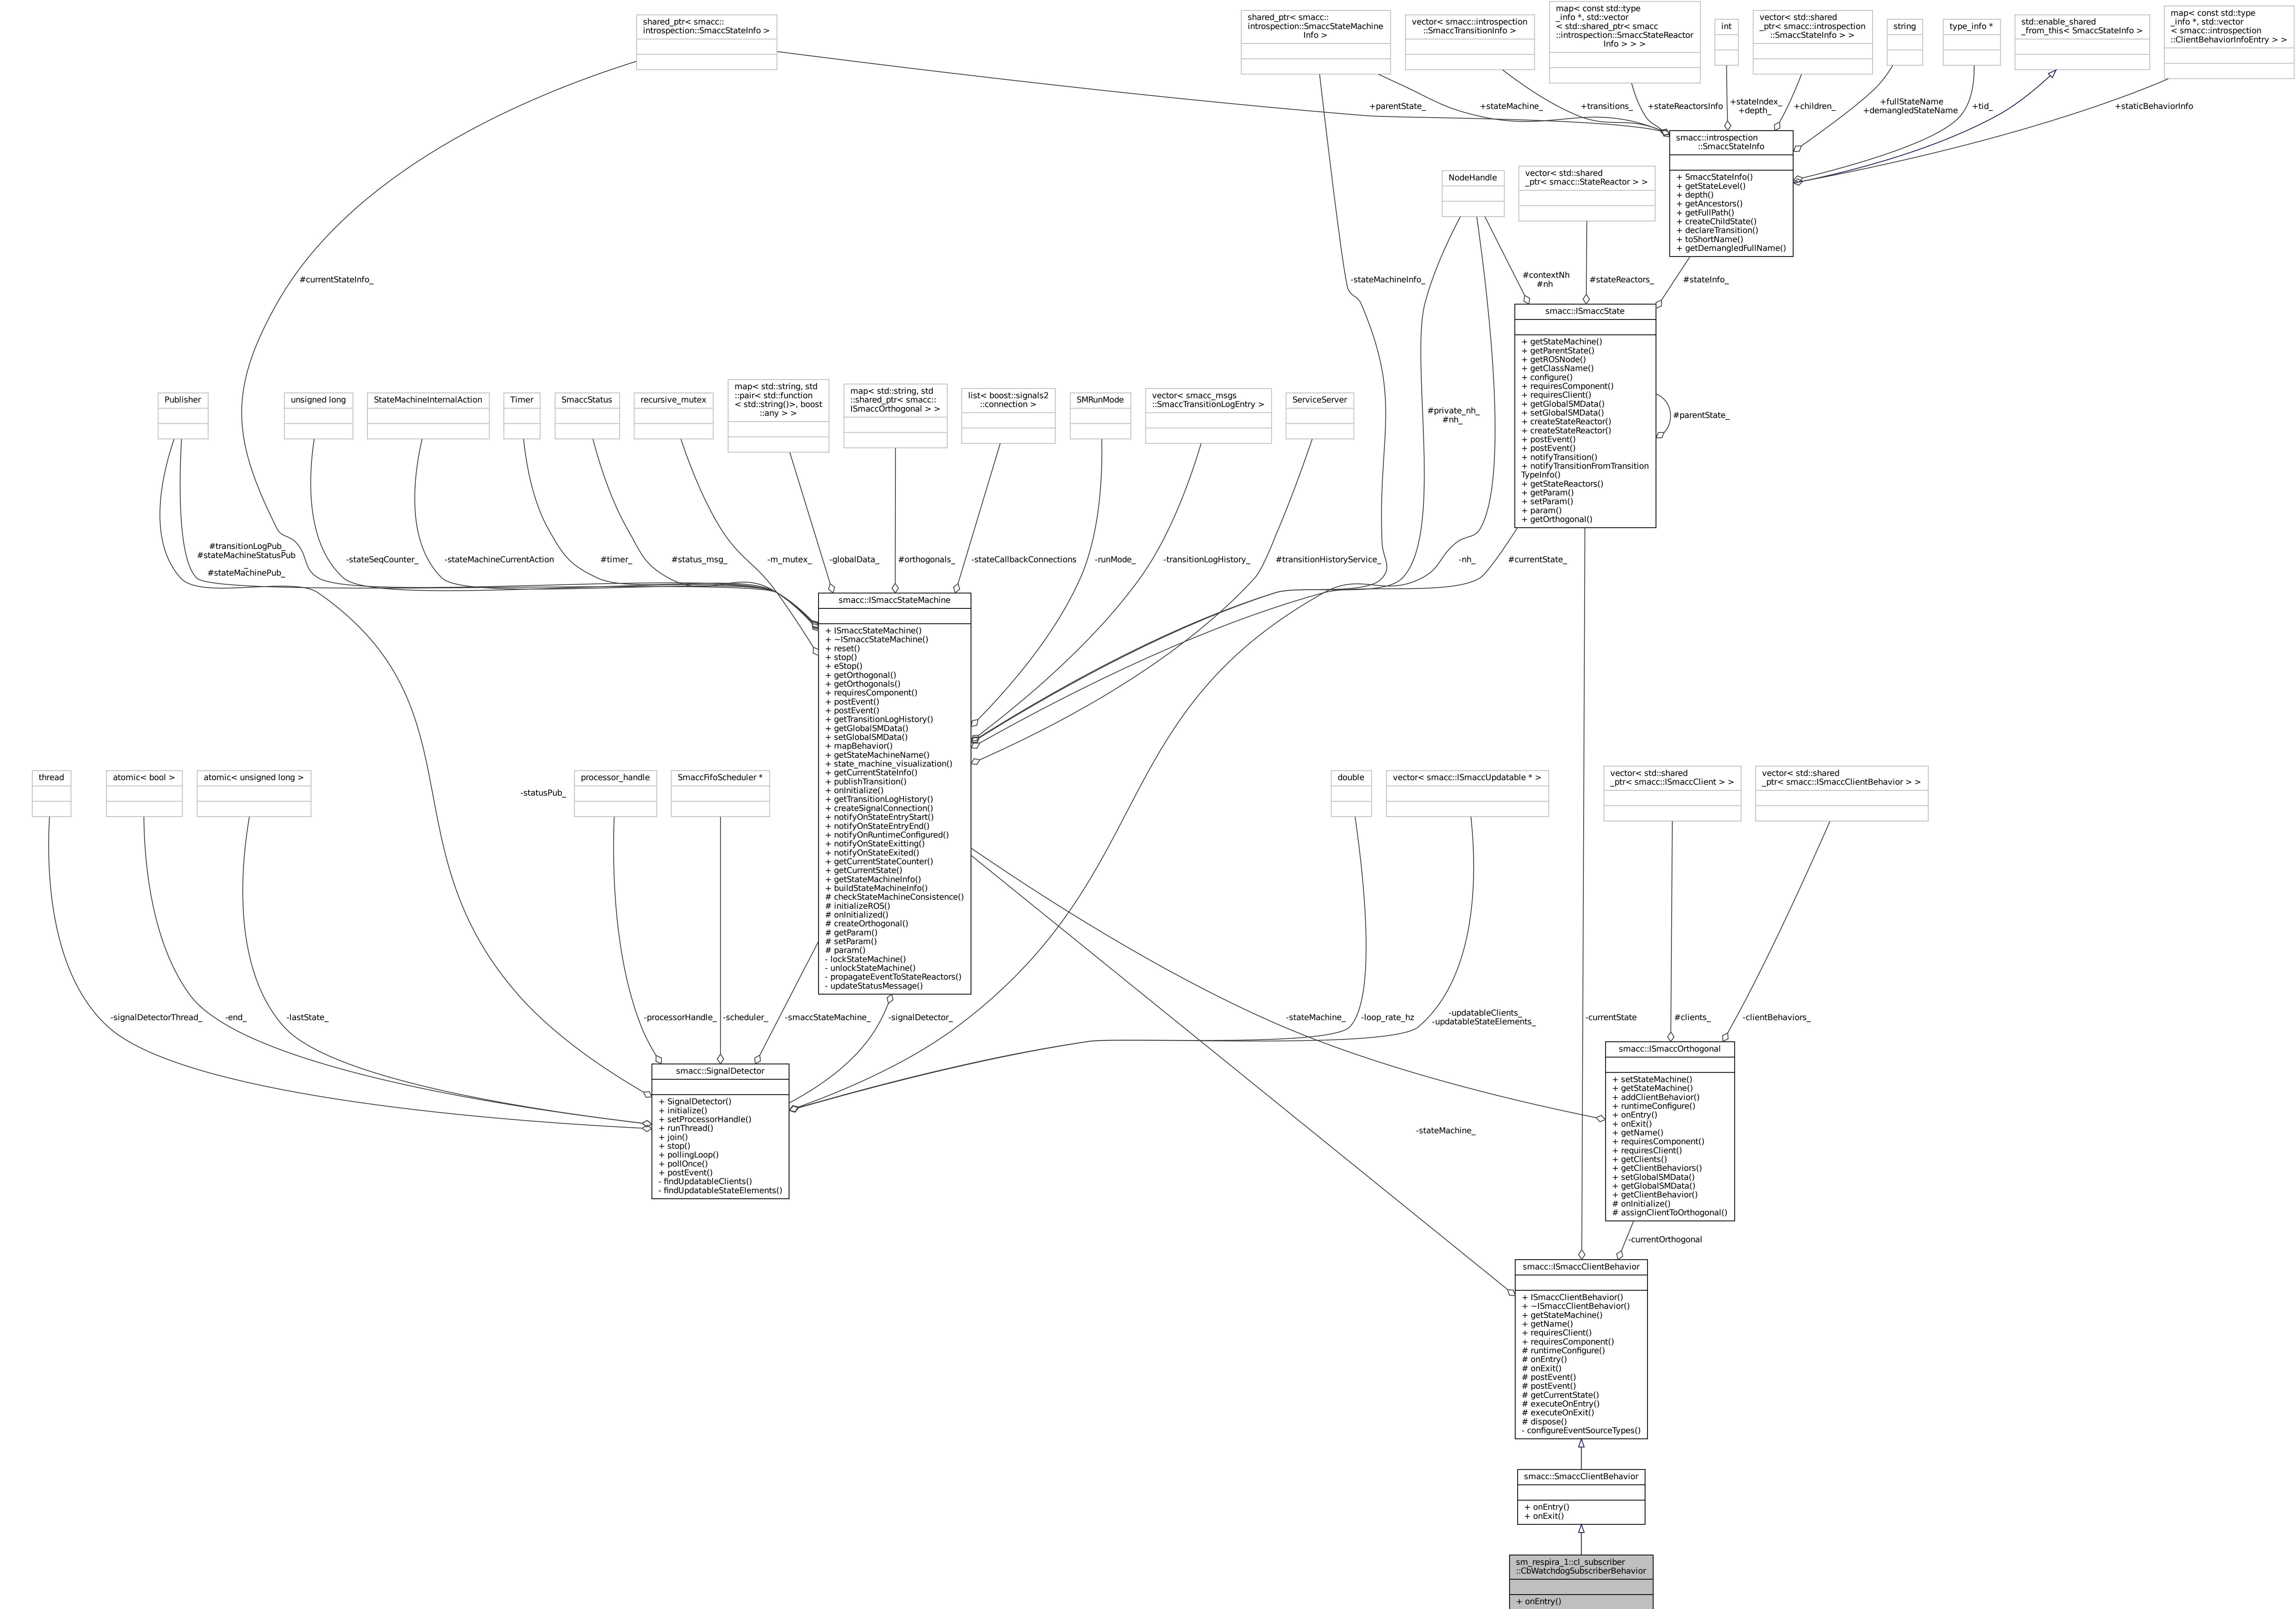 shared_ptr< smacc::
introspection::SmaccStateInfo >
shared_ptr< smacc::
introspection::SmaccStateMachine
Info >
vector< smacc::introspection
::SmaccTransitionInfo >
map< const std::type
_info *, std::vector
< std::shared_ptr< smacc
::introspection::SmaccStateReactor
Info > > >
int
vector< std::shared
_ptr< smacc::introspection
::SmaccStateInfo > >
string
type_info *
std::enable_shared
_from_this< SmaccStateInfo >
map< const std::type
_info *, std::vector
< smacc::introspection
::ClientBehaviorInfoEntry > >
+parentState_
+stateMachine_
+transitions_
+stateReactorsInfo
+stateIndex_
+depth_
+children_
+fullStateName
+demangledStateName
+tid_
+staticBehaviorInfo
smacc::introspection
::SmaccStateInfo
+ SmaccStateInfo()
+ getStateLevel()
+ depth()
+ getAncestors()
+ getFullPath()
+ createChildState()
+ declareTransition()
+ toShortName()
+ getDemangledFullName()
NodeHandle
vector< std::shared
_ptr< smacc::StateReactor > >
#currentStateInfo_
-stateMachineInfo_
#contextNh
#nh
#stateReactors_
#stateInfo_
smacc::ISmaccState
+ getStateMachine()
+ getParentState()
+ getROSNode()
+ getClassName()
+ configure()
+ requiresComponent()
+ requiresClient()
+ getGlobalSMData()
+ setGlobalSMData()
+ createStateReactor()
+ createStateReactor()
+ postEvent()
+ postEvent()
+ notifyTransition()
+ notifyTransitionFromTransition
TypeInfo()
+ getStateReactors()
+ getParam()
+ setParam()
+ param()
+ getOrthogonal()
#parentState_
#private_nh_
#nh_
Publisher
unsigned long
StateMachineInternalAction
Timer
SmaccStatus
recursive_mutex
map< std::string, std
::pair< std::function
< std::string()>, boost
::any > >
map< std::string, std
::shared_ptr< smacc::
ISmaccOrthogonal > >
list< boost::signals2
::connection >
SMRunMode
vector< smacc_msgs
::SmaccTransitionLogEntry >
ServiceServer
#transitionLogPub_
#stateMachineStatusPub
_
#stateMachinePub_
-stateSeqCounter_
-stateMachineCurrentAction
#timer_
#status_msg_
-m_mutex_
-globalData_
#orthogonals_
-stateCallbackConnections
-runMode_
-transitionLogHistory_
#transitionHistoryService_
-nh_
#currentState_
smacc::ISmaccStateMachine
+ ISmaccStateMachine()
+ ~ISmaccStateMachine()
+ reset()
+ stop()
+ eStop()
+ getOrthogonal()
+ getOrthogonals()
+ requiresComponent()
+ postEvent()
+ postEvent()
+ getTransitionLogHistory()
+ getGlobalSMData()
+ setGlobalSMData()
+ mapBehavior()
+ getStateMachineName()
+ state_machine_visualization()
+ getCurrentStateInfo()
+ publishTransition()
+ onInitialize()
+ getTransitionLogHistory()
+ createSignalConnection()
+ notifyOnStateEntryStart()
+ notifyOnStateEntryEnd()
+ notifyOnRuntimeConfigured()
+ notifyOnStateExitting()
+ notifyOnStateExited()
+ getCurrentStateCounter()
+ getCurrentState()
+ getStateMachineInfo()
+ buildStateMachineInfo()
# checkStateMachineConsistence()
# initializeROS()
# onInitialized()
# createOrthogonal()
# getParam()
# setParam()
# param()
- lockStateMachine()
- unlockStateMachine()
- propagateEventToStateReactors()
- updateStatusMessage()
thread
atomic< bool >
atomic< unsigned long >
-statusPub_
processor_handle
SmaccFifoScheduler *
double
vector< smacc::ISmaccUpdatable * >
vector< std::shared
_ptr< smacc::ISmaccClient > >
vector< std::shared
_ptr< smacc::ISmaccClientBehavior > >
-signalDetectorThread_
-end_
-lastState_
-processorHandle_
-scheduler_
-smaccStateMachine_
-signalDetector_
-stateMachine_
-loop_rate_hz
-updatableClients_
-updatableStateElements_
-currentState
#clients_
-clientBehaviors_
smacc::SignalDetector
+ SignalDetector()
+ initialize()
+ setProcessorHandle()
+ runThread()
+ join()
+ stop()
+ pollingLoop()
+ pollOnce()
+ postEvent()
- findUpdatableClients()
- findUpdatableStateElements()
smacc::ISmaccOrthogonal
+ setStateMachine()
+ getStateMachine()
+ addClientBehavior()
+ runtimeConfigure()
+ onEntry()
+ onExit()
+ getName()
+ requiresComponent()
+ requiresClient()
+ getClients()
+ getClientBehaviors()
+ setGlobalSMData()
+ getGlobalSMData()
+ getClientBehavior()
# onInitialize()
# assignClientToOrthogonal()
-stateMachine_
-currentOrthogonal
smacc::ISmaccClientBehavior
+ ISmaccClientBehavior()
+ ~ISmaccClientBehavior()
+ getStateMachine()
+ getName()
+ requiresClient()
+ requiresComponent()
# runtimeConfigure()
# onEntry()
# onExit()
# postEvent()
# postEvent()
# getCurrentState()
# executeOnEntry()
# executeOnExit()
# dispose()
- configureEventSourceTypes()
smacc::SmaccClientBehavior
+ onEntry()
+ onExit()
sm_respira_1::cl_subscriber
::CbWatchdogSubscriberBehavior
+ onEntry()